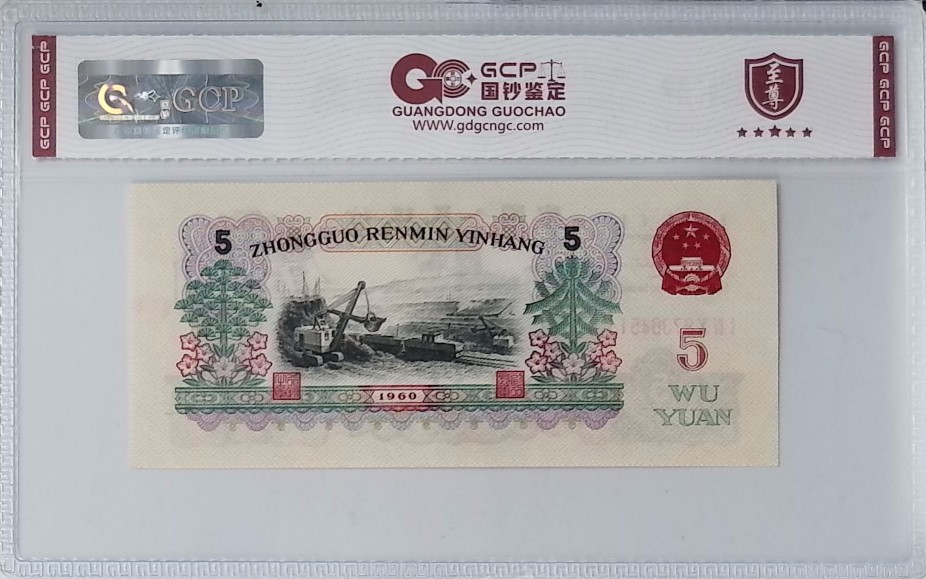 GCP GCP GCP
GCP
GCP
国钞鉴定
GUANGDONG GUOCHAO
WWW.gdgcngc.com
至尊
GCP GCP GCP
5
ZHONGGUO RENMIN YINHANG
5
5
WU
YUAN
1960